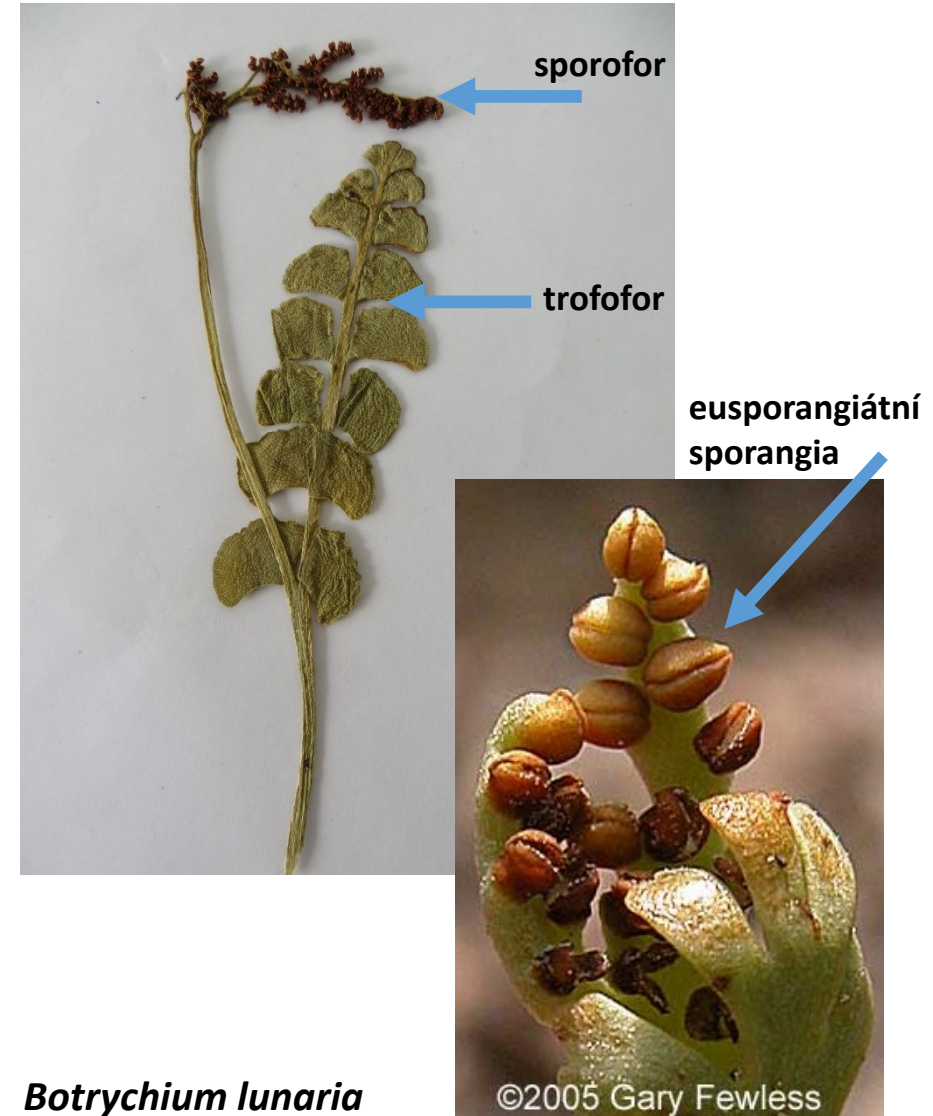 sporofor
trofofor
eusporangiátní
sporangia
Botrychium lunaria
©2005 Gary Fewless